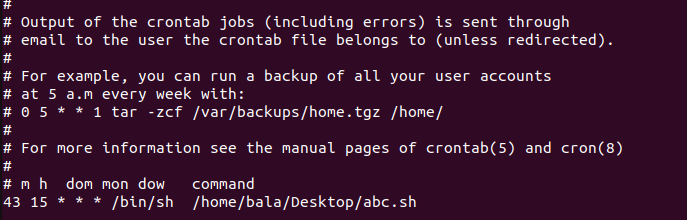 #
# Output of the crontab jobs (including errors) is sent through
# email to the user the crontab file belongs to (unless redirected).
#
# For example, you can run a backup of all your user accounts
# at 5 a.m every week with:
# 0 5 * * 1 tar -zcf /var/backups/home.tgz /home/
#
# For more information see the manual pages of crontab(5) and cron(8)
#
# m h  dom mon dow   command
43 15 * * * /bin/sh  /home/bala/Desktop/abc.sh